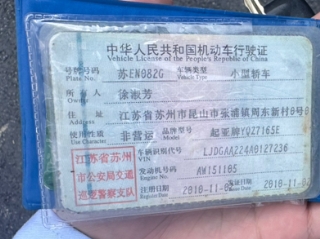 中华人民共和国机动车行驶证
Vehicle License of the People's Republic of China
号牌号码 苏EN08ZG 车辆类型 小型轿车
Plate No. Vehicle Type
所有人 涂淑芳
Owner
住址 江苏省苏州市昆山市张浦镇周东新村8号
Address
使用性质 非营运 品牌型号 起亚牌YQZ7165E
Use Character Model
江苏省苏州市公安局交通巡逻警察支队
车辆识别代号 LJDGAA224A0127236
VIN
发动机号码 AW151105
Engine No.
注册日期 2010-11-0 发证日期 2010-11-0
Register Date Issue Date